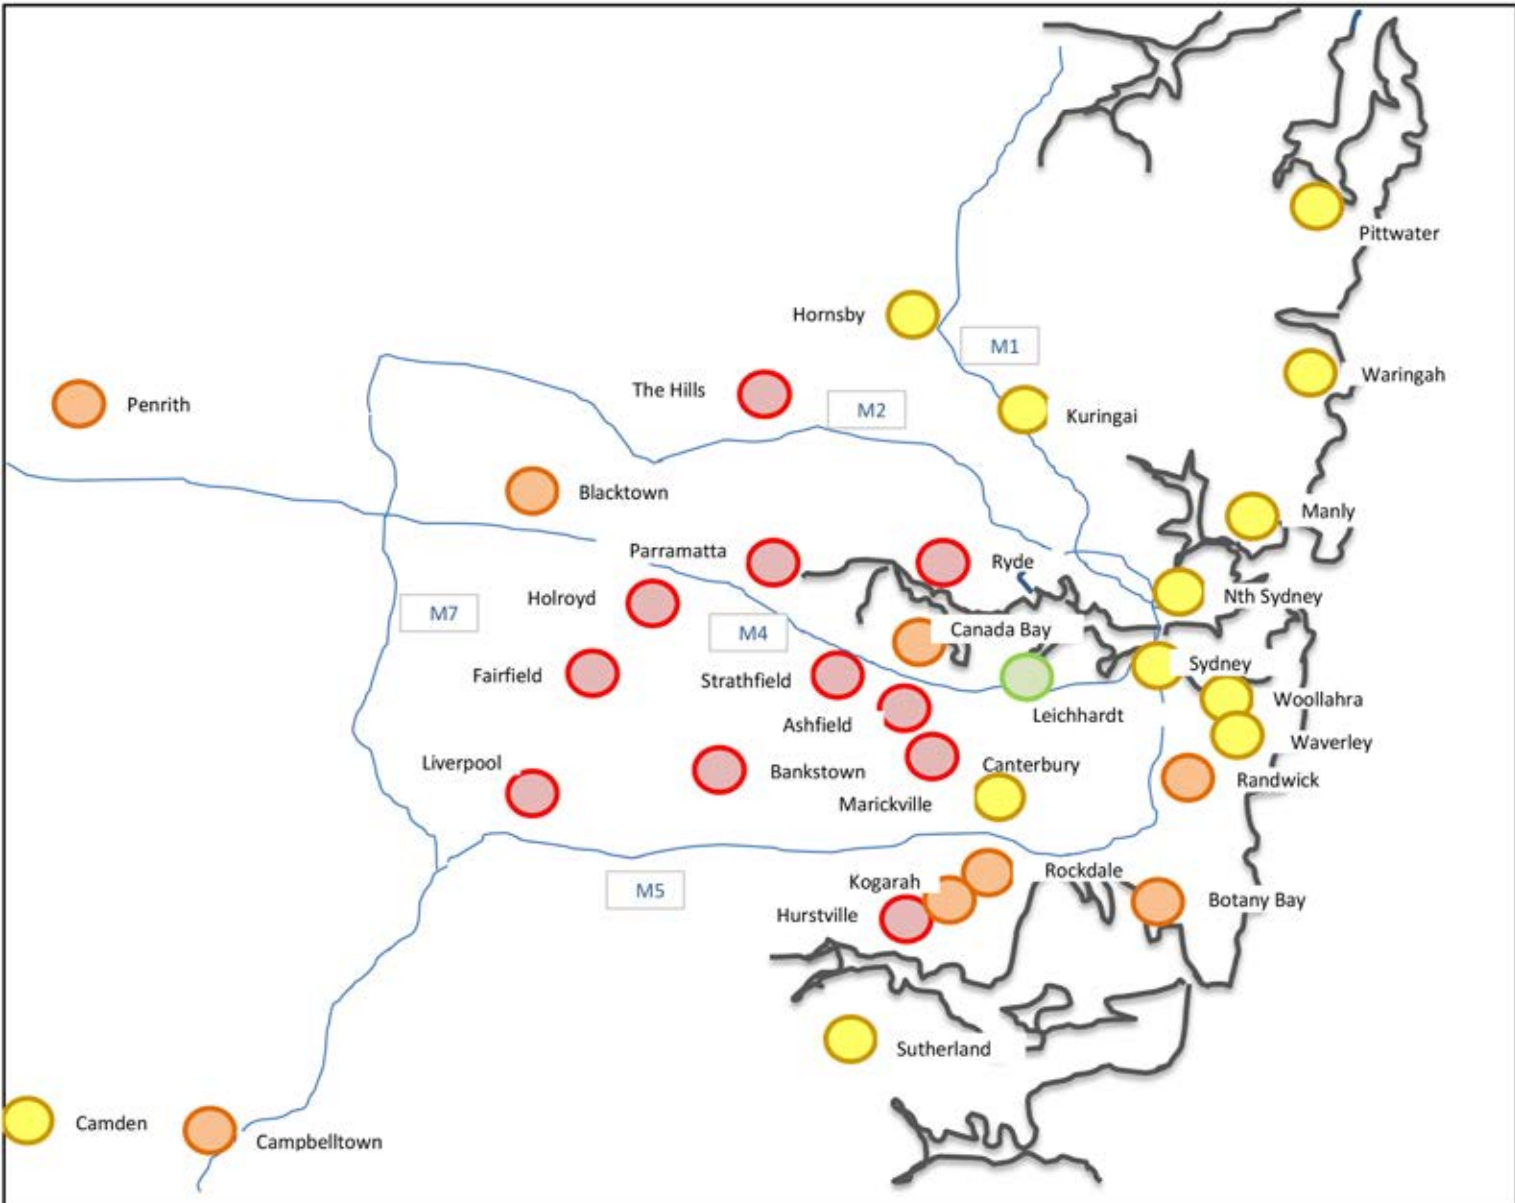 Pittwater
Hornsby
M1
Waringah
The Hills
Penrith
M2
Kuringai
Blacktown
Manly
Parramatta
Ryde
Holroyd
Nth Sydney
M7
M4
Canada Bay
Sydney
Fairfield
Strathfield
Woollahra
Leichhardt
Ashfield
Waverley
Liverpool
Bankstown
Canterbury
Randwick
Marickville
Rockdale
Kogarah
M5
Botany Bay
Hurstville
Sutherland
Camden
Campbelltown